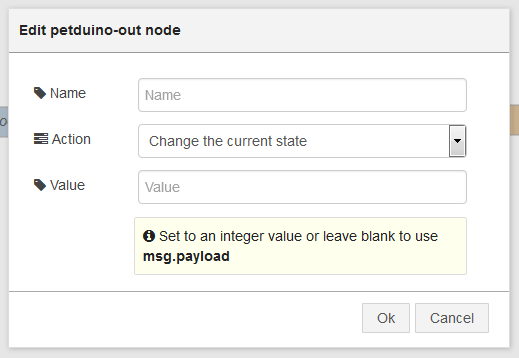 Edit petduino-out node
o
Name
Name
Action
Change the current state
Value
Value
Set to an integer value or leave blank to use
msg.payload
Ok
Cancel